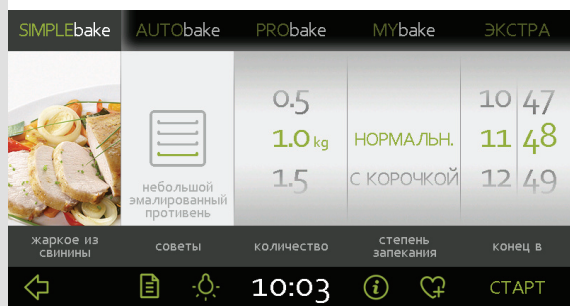 SIMPLEbake AUTObake PRObake MYbake ЭКСТРА
0.5 10 47
1.0 kg НОРМАЛЬН. 11 48
1.5 С КОРОЧКОЙ 12 49
небольшой
эмалированный
противень
жаркое из
свинины
советы
количество
степень
запекания
конец в
10:03 СТАРТ